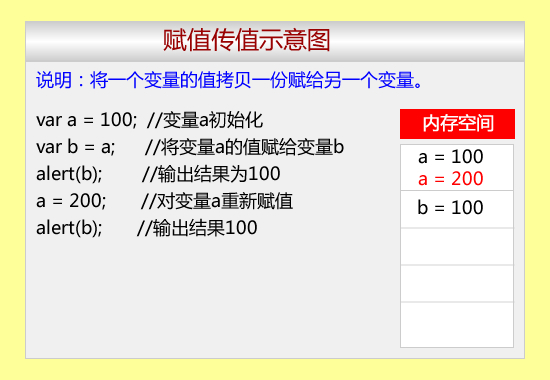 赋值传值示意图
说明：将一个变量的值拷贝一份赋给另一个变量。
var a = 100;  //变量a初始化
var b = a;  //将变量a的值赋给变量b
alert(b);  //输出结果为100
a = 200;  //对变量a重新赋值
alert(b);  //输出结果100
内存空间
a = 100
a = 200
b = 100